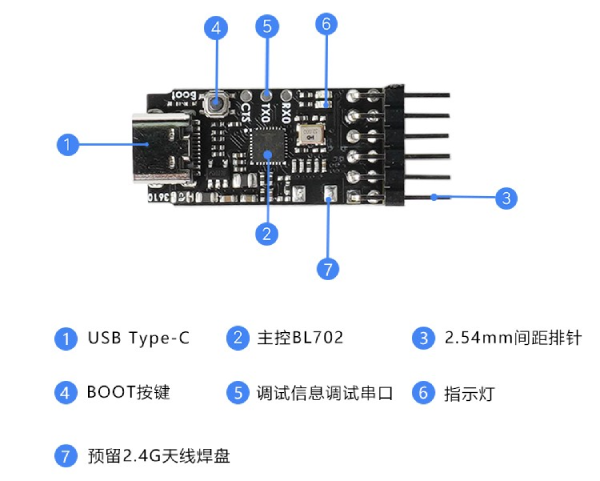 4
5
6
Boot
CTS
TX0
RX0
1
3610
2
3
7
1 USB Type-C
2 主控BL702
3 2.54mm间距排针
4 BOOT按键
5 调试信息调试串口
6 指示灯
7 预留2.4G天线焊盘